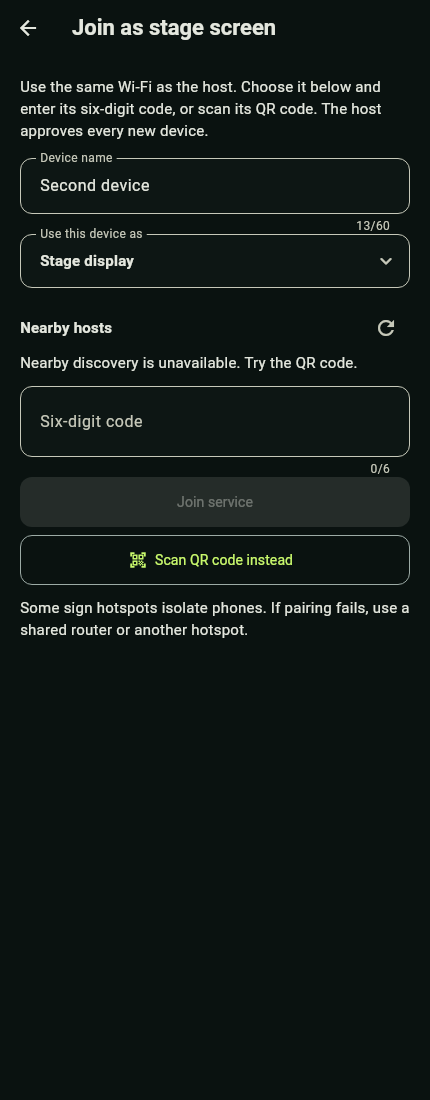 Join as stage screen
Use the same Wi-Fi as the host. Choose it below and
enter its six-digit code, or scan its QR code. The host
approves every new device.
Device name
Second device
13/60
Use this device as
Stage display
Nearby hosts
Nearby discovery is unavailable. Try the QR code.
Six-digit code
0/6
Join service
Scan QR code instead
Some sign hotspots isolate phones. If pairing fails, use a
shared router or another hotspot.